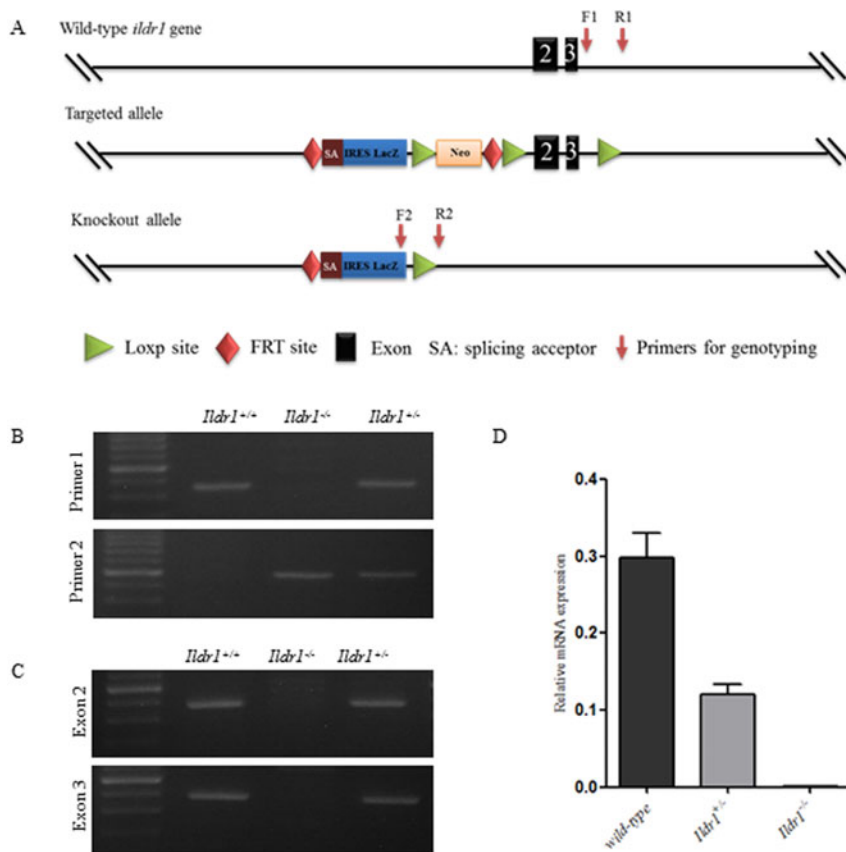 A
Wild-type ildr1 gene
F1 R1
2 3
Targeted allele
SA IRES LacZ Neo 2 3
Knockout allele
F2 R2
SA IRES LacZ
Loxp site FRT site Exon SA: splicing acceptor Primers for genotyping
B
Ildr1+/+ Ildr1-/- Ildr1+/-
Primer 1
Primer 2
C
Ildr1+/+ Ildr1-/- Ildr1+/-
Exon 2
Exon 3
D
Relative mRNA expression
0.4
0.3
0.2
0.1
0.0
wild-type Ildr1+/- Ildr1-/-